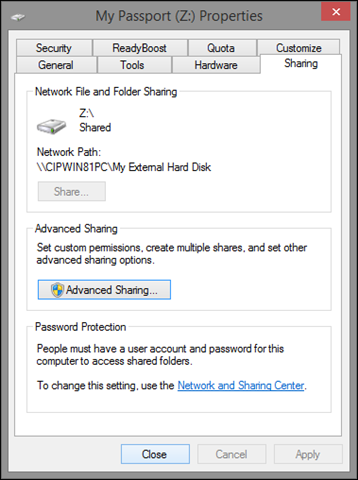 My Passport (Z:) Properties
Security
ReadyBoost
Quota
Customize
General
Tools
Hardware
Sharing
Network File and Folder Sharing
Z:\
Shared
Network Path:
\\CIPWIN81PC\My External Hard Disk
Share...
Advanced Sharing
Set custom permissions, create multiple shares, and set other
advanced sharing options.
Advanced Sharing...
Password Protection
People must have a user account and password for this
computer to access shared folders.
To change this setting, use the Network and Sharing Center.
Close
Cancel
Apply